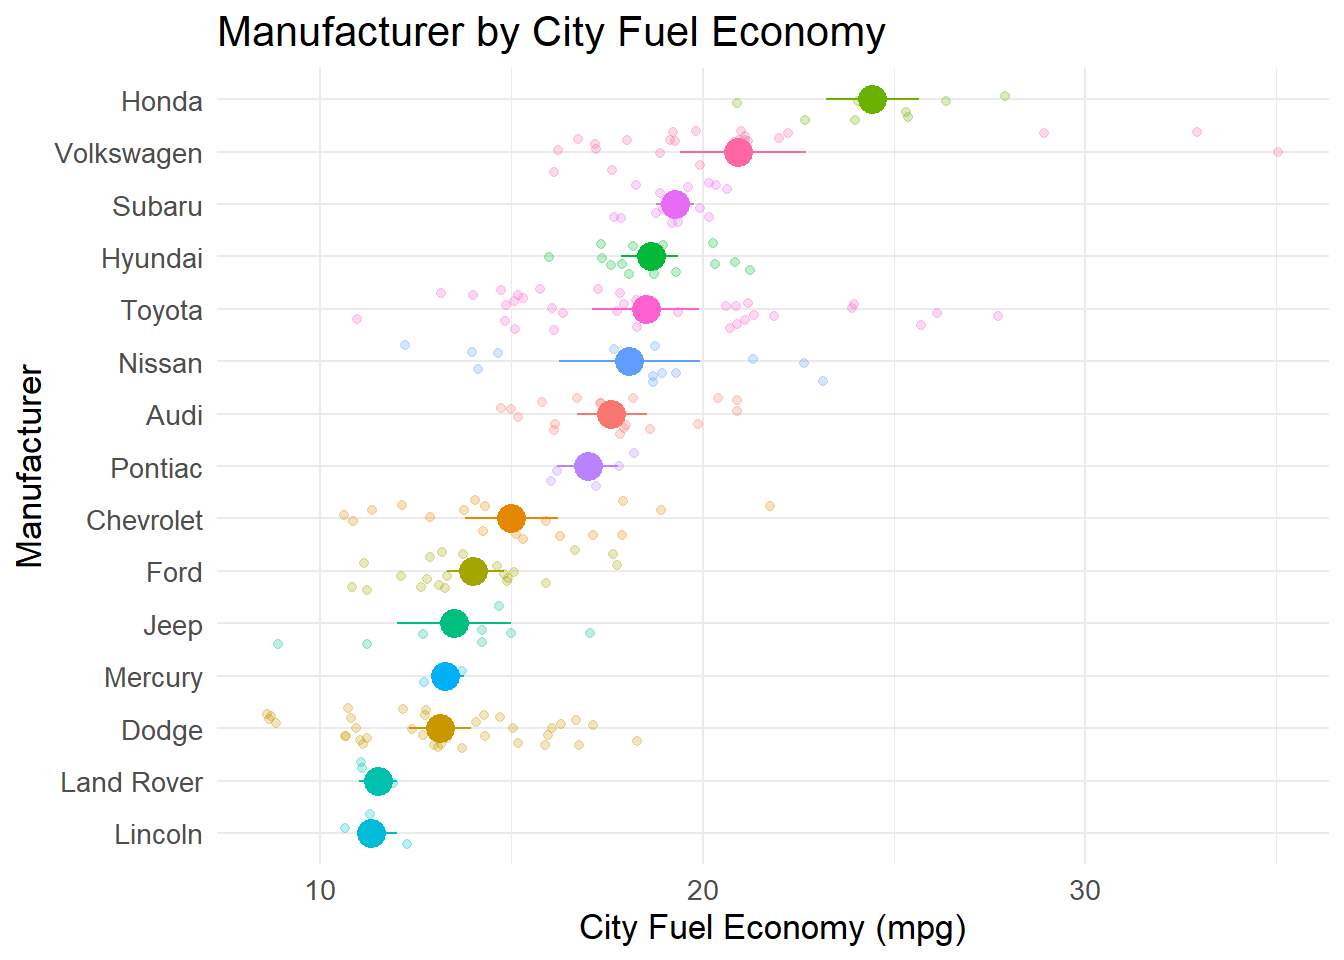 Manufacturer by City Fuel Economy
Manufacturer
Honda
Volkswagen
Subaru
Hyundai
Toyota
Nissan
Audi
Pontiac
Chevrolet
Ford
Jeep
Mercury
Dodge
Land Rover
Lincoln
10 20 30
City Fuel Economy (mpg)